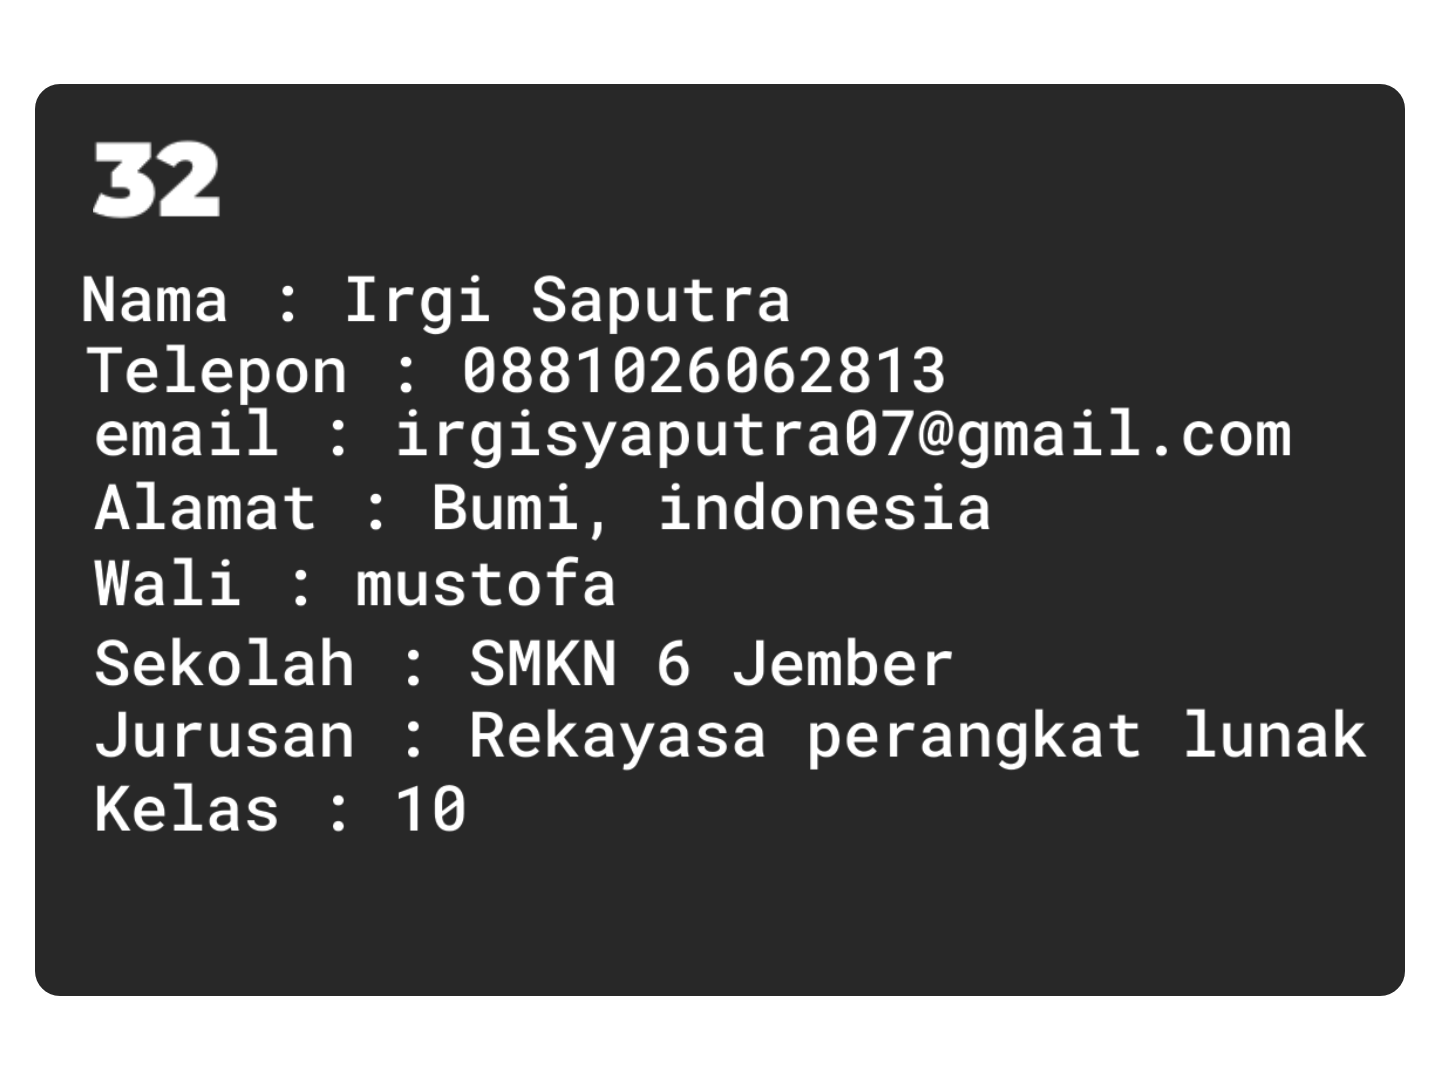 32
Nama : Irgi Saputra
Telepon : 0881026062813
email : irgisyaputra07@gmail.com
Alamat : Bumi, indonesia
Wali : mustofa
Sekolah : SMKN 6 Jember
Jurusan : Rekayasa perangkat lunak
Kelas : 10